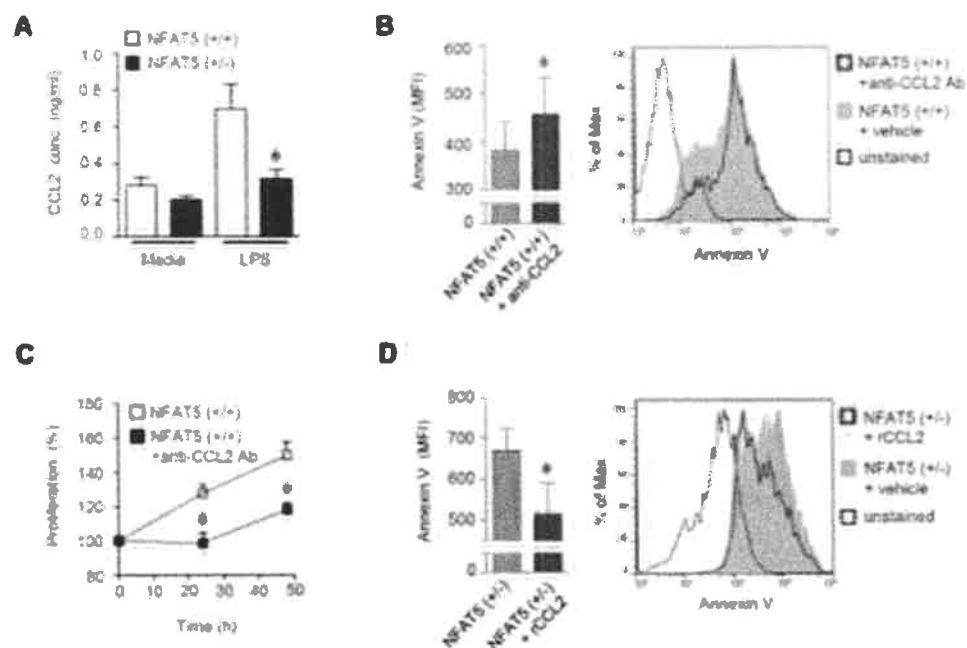 A
NFAT5 (+/+)
NFAT5 (+/-)
CCL2 conc. (ng/ml)
1.0
0.8
0.6
0.4
0.2
0.0
Media
LPS
*
B
Annexin V (MFI)
600
500
400
300
0
*
NFAT5 (+/+)
NFAT5 (+/+)
+ anti-CCL2
% of Max
Annexin V
NFAT5 (+/+)
+anti-CCL2 Ab
NFAT5 (+/+)
+ vehicle
unstained
C
NFAT5 (+/+)
NFAT5 (+/+)
+anti-CCL2 Ab
Proliferation (%)
180
160
140
120
100
80
*
*
0 10 20 30 40 50
Time (h)
D
Annexin V (MFI)
800
700
600
500
0
*
NFAT5 (+/-)
NFAT5 (+/-)
+ rCCL2
% of Max
Annexin V
NFAT5 (+/-)
+ rCCL2
NFAT5 (+/-)
+ vehicle
unstained